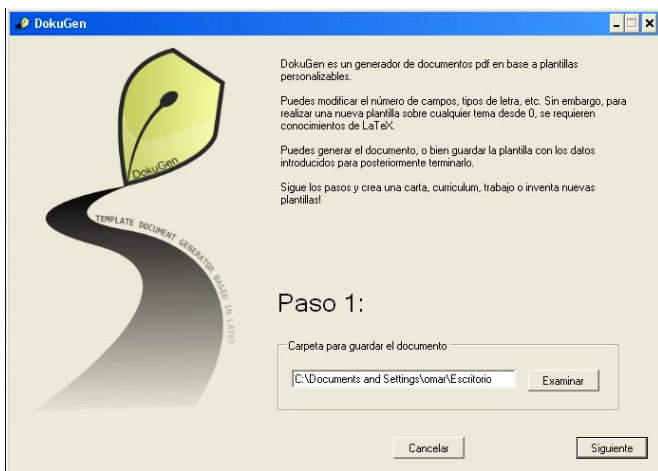 DokuGen
DokuGen es un generador de documentos pdf en base a plantillas
personalizables.
Puedes modificar el número de campos, tipos de letra, etc. Sin embargo, para
realizar una nueva plantilla sobre cualquier tema desde 0, se requieren
conocimientos de LaTeX.
Puedes generar el documento, o bien guardar la plantilla con los datos
introducidos para posteriormente terminarlo.
Sigue los pasos y crea una carta, curriculum, trabajo o inventa nuevas
plantillas!
DokuGen
TEMPLATE DOCUMENT GENERATOR BASED IN LATEX
Paso 1:
Carpeta para guardar el documento
C:\Documents and Settings\omar\Escritorio
Examinar
Cancelar
Siguiente